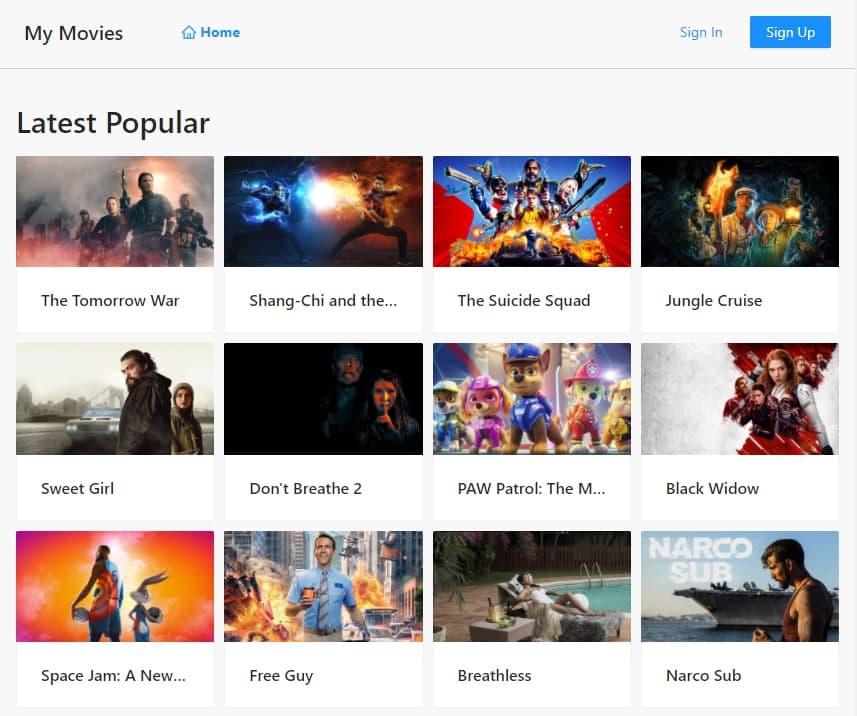 My Movies
Home
Sign In
Sign Up
Latest Popular
The Tomorrow War
Shang-Chi and the...
The Suicide Squad
Jungle Cruise
Sweet Girl
Don't Breathe 2
PAW Patrol: The M...
Black Widow
Space Jam: A New...
Free Guy
NARCO
SUB
Breathless
Narco Sub